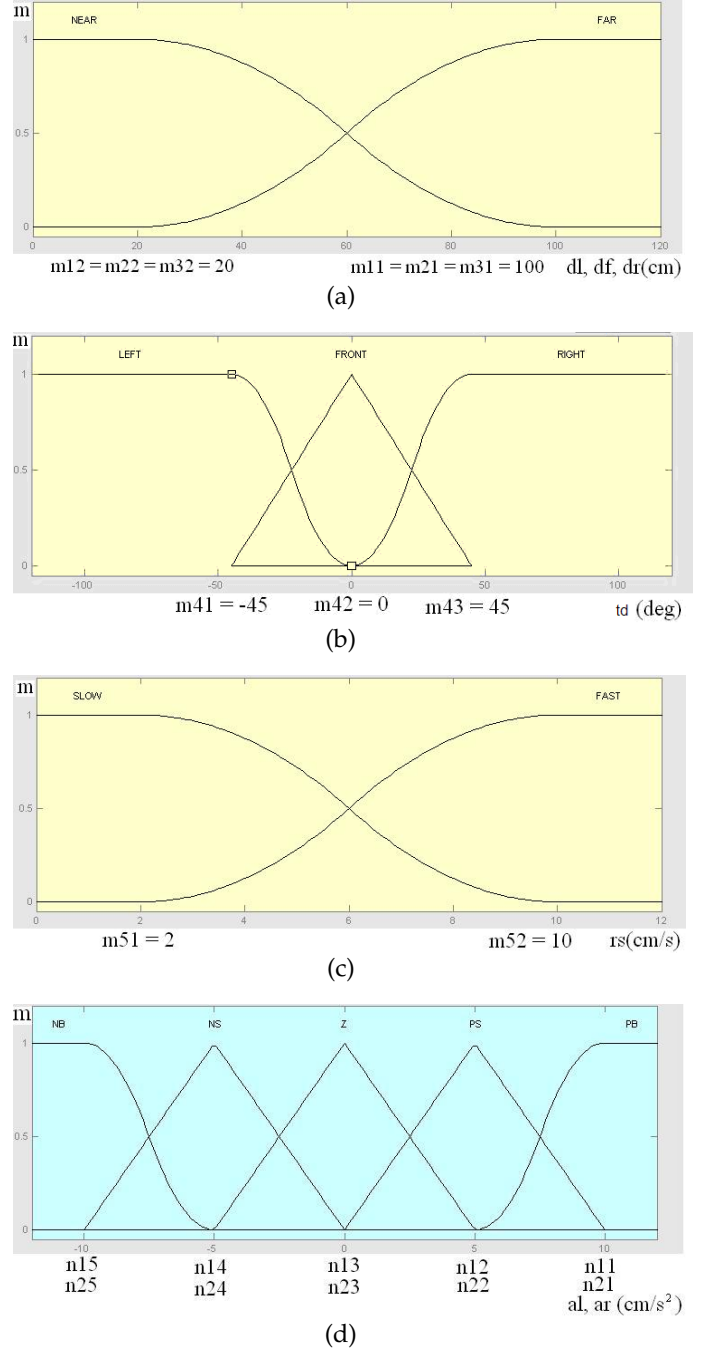 m
NEAR FAR
1
0.5
0
0 20 40 60 80 100 120
m12 = m22 = m32 = 20 m11 = m21 = m31 = 100 dl, df, dr(cm)
(a)
m
LEFT FRONT RIGHT
1
0.5
0
-100 -50 0 50 100
m41 = -45 m42 = 0 m43 = 45 td (deg)
(b)
m
SLOW FAST
1
0.5
0
0 2 4 6 8 10 12
m51 = 2 m52 = 10 rs(cm/s)
(c)
m
NB NS Z PS PB
1
0.5
0
-10 -5 0 5 10
n15 n14 n13 n12 n11
n25 n24 n23 n22 n21
al, ar (cm/s²)
(d)